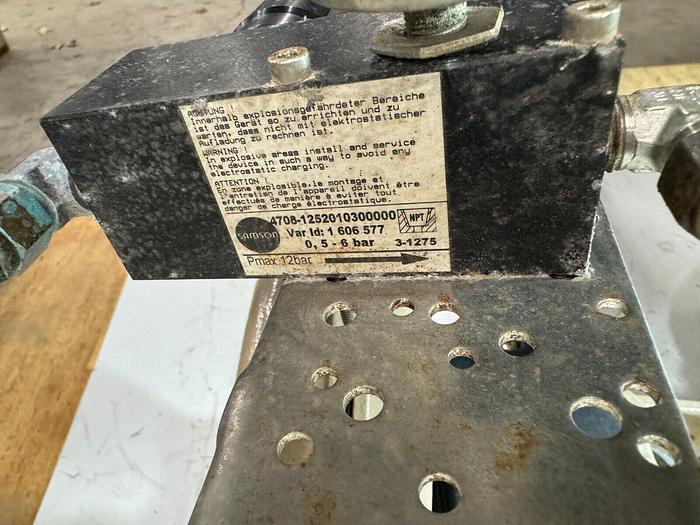 ACHTUNG !
Innerhalb explosionsgefährdeter Bereiche
ist das Gerät so zu errichten und zu
warten, dass nicht mit elektrostatischer
Aufladung zu rechnen ist.
WARNING !
In explosive areas install and service
the device in such a way to avoid any
electrostatic charging.
ATTENTION
En zone explosible,le montage et
l'entretien de l'appareil doivent être
effectués de manière à eviter tout
danger de charge électrostatique.
4708-1252010300000 NPT
SAMSON Var Id: 1 606 577
0, 5 - 6 bar 3-1275
Pmax.12bar